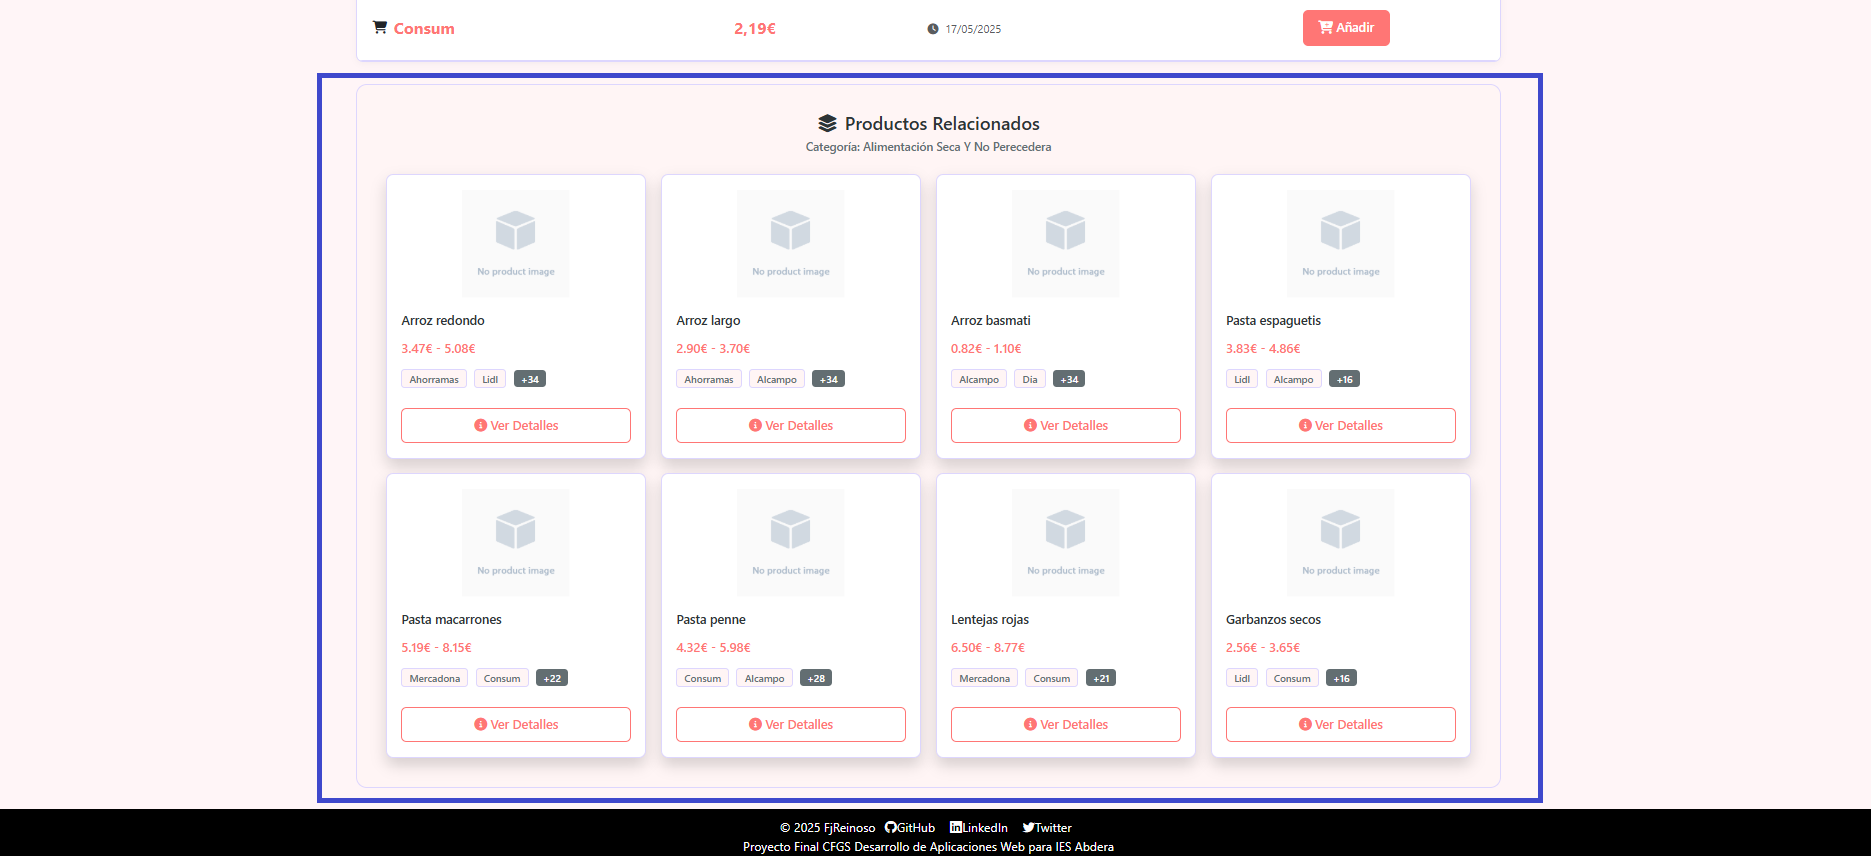 Consum 2,19€ 17/05/2025 Añadir
Productos Relacionados
Categoría: Alimentación Seca Y No Perecedera
No product image No product image No product image No product image
Arroz redondo Arroz largo Arroz basmati Pasta espaguetis
3.47€ - 5.08€ 2.90€ - 3.70€ 0.82€ - 1.10€ 3.83€ - 4.86€
Ahorramas Lidl +34 Ahorramas Alcampo +34 Alcampo Dia +34 Lidl Alcampo +16
Ver Detalles Ver Detalles Ver Detalles Ver Detalles
No product image No product image No product image No product image
Pasta macarrones Pasta penne Lentejas rojas Garbanzos secos
5.19€ - 8.15€ 4.32€ - 5.98€ 6.50€ - 8.77€ 2.56€ - 3.65€
Mercadona Consum +22 Consum Alcampo +28 Mercadona Consum +21 Lidl Consum +16
Ver Detalles Ver Detalles Ver Detalles Ver Detalles
© 2025 FjReinoso GitHub LinkedIn Twitter
Proyecto Final CFGS Desarrollo de Aplicaciones Web para IES Abdera